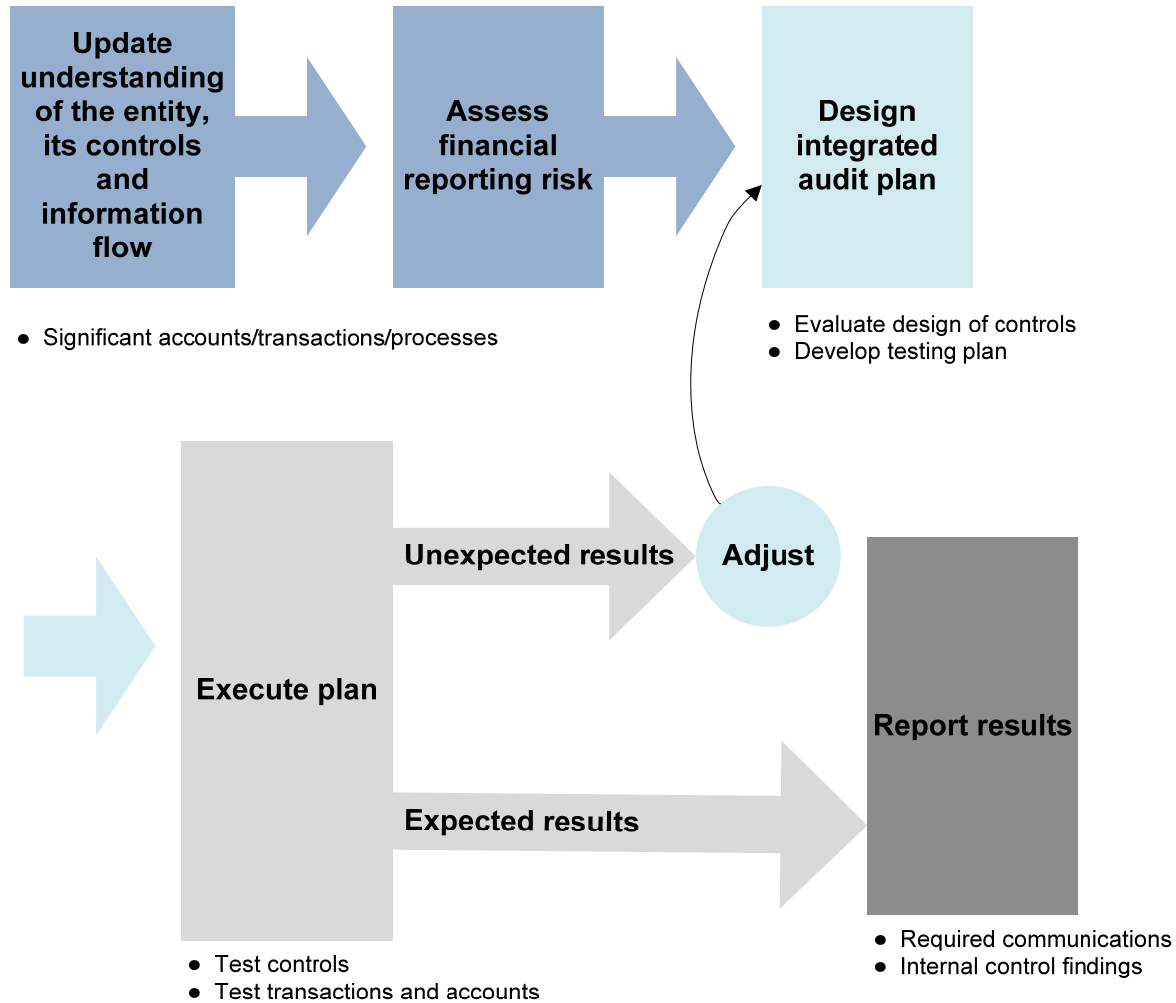 Update
understanding
of the entity,
its controls
and
information
flow
Assess
financial
reporting risk
Design
integrated
audit plan
● Significant accounts/transactions/processes
● Evaluate design of controls
● Develop testing plan
Execute plan
Unexpected results
Adjust
Expected results
Report results
● Test controls
● Test transactions and accounts
● Required communications
● Internal control findings